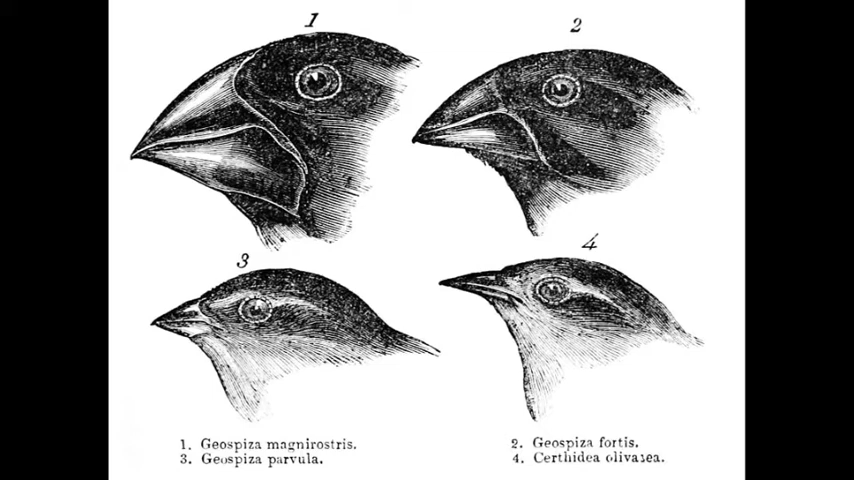 1
2
3
4
1. Geospiza magnirostris.
2. Geospiza fortis.
3. Geospiza parvula.
4. Certhidea olivasea.